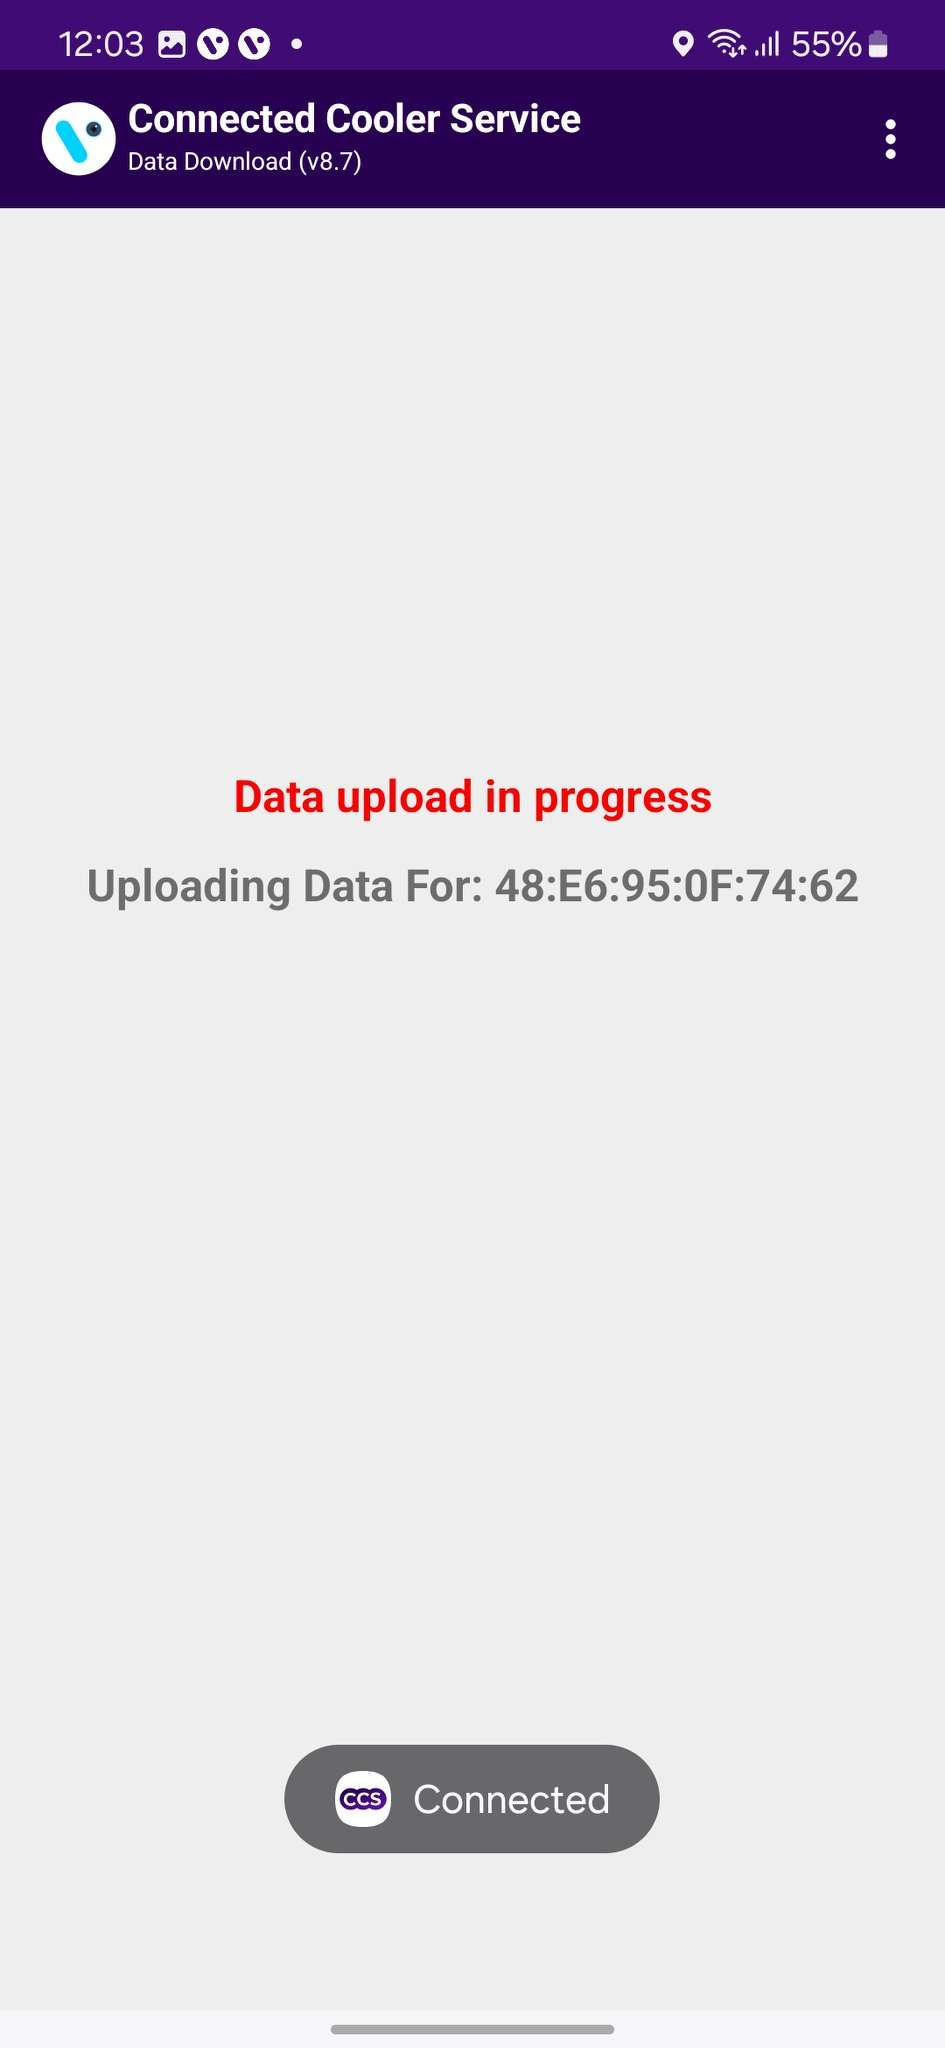 12:03 55%
Connected Cooler Service
Data Download (v8.7)
Data upload in progress
Uploading Data For: 48:E6:95:0F:74:62
CCS Connected